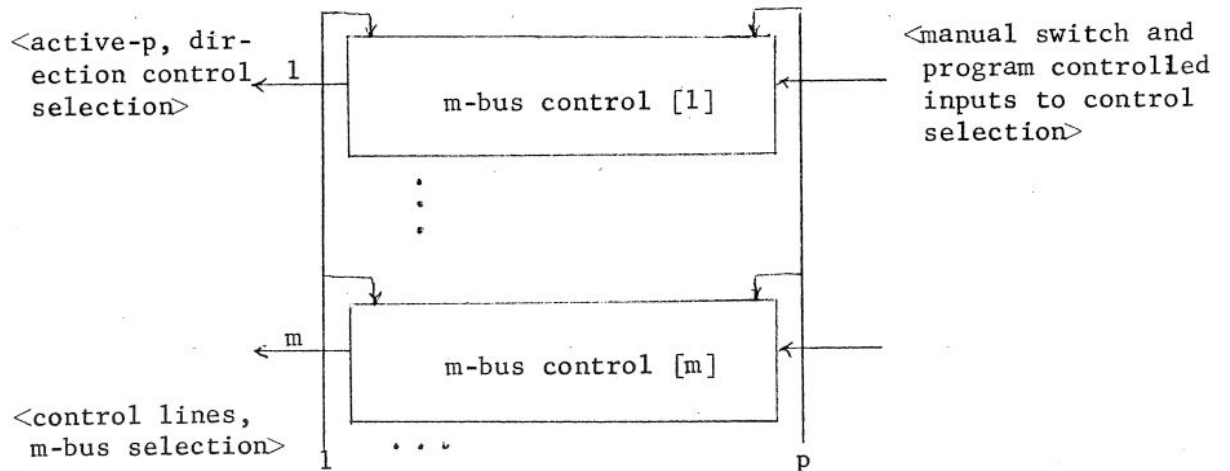 <active-p, dir-
ection control
selection>
1
m-bus control [1]
<manual switch and
program controlled
inputs to control
selection>
m
m-bus control [m]
<control lines,
m-bus selection>
1
p